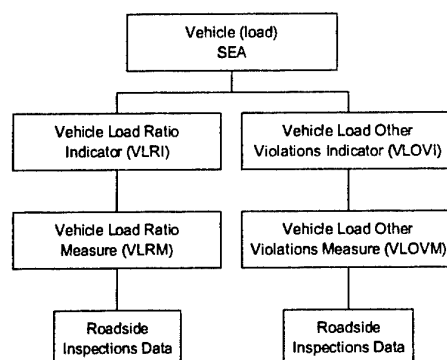 Vehicle (load)
SEA
Vehicle Load Ratio
Indicator (VLRI)
Vehicle Load Other
Violations Indicator (VLOVI)
Vehicle Load Ratio
Measure (VLRM)
Vehicle Load Other
Violations Measure (VLOVM)
Roadside
Inspections Data
Roadside
Inspections Data